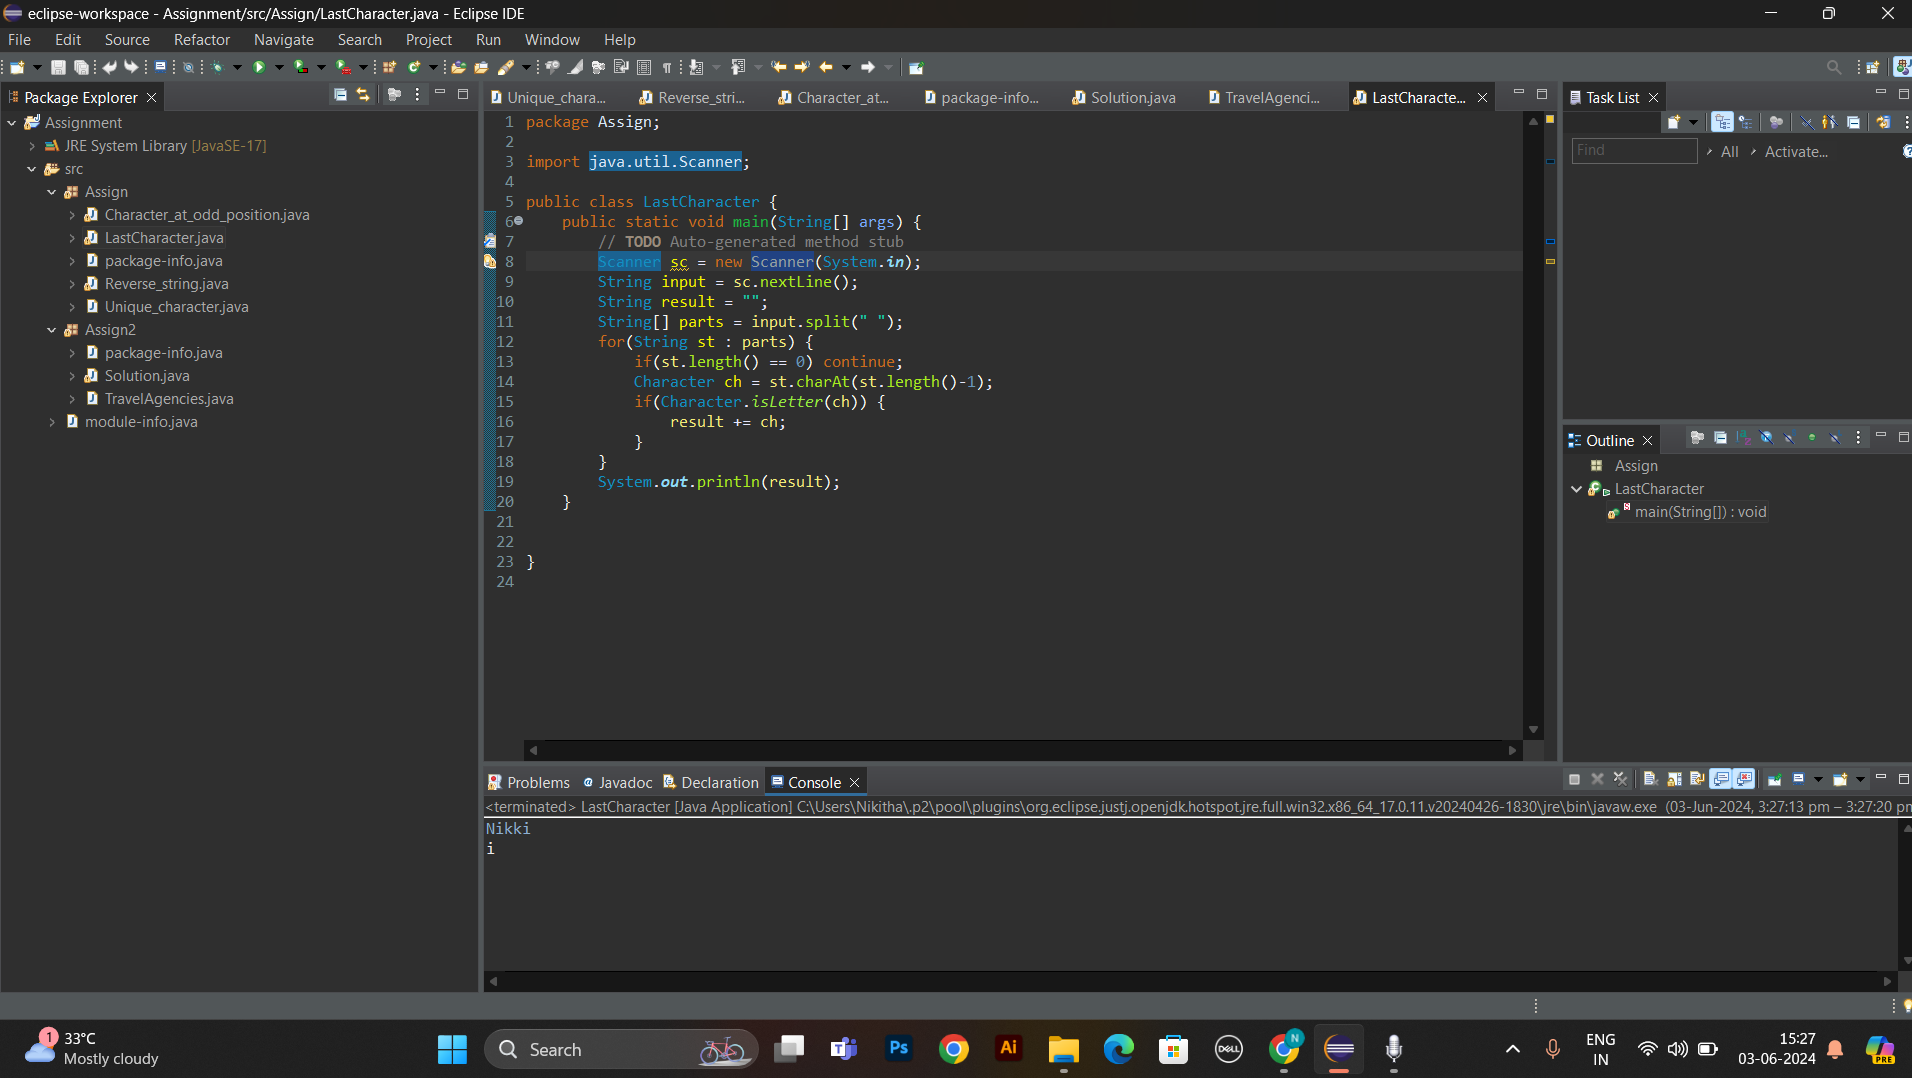 eclipse-workspace - Assignment/src/Assign/LastCharacter.java - Eclipse IDE
File Edit Source Refactor Navigate Search Project Run Window Help
Package Explorer
Assignment
JRE System Library [JavaSE-17]
src
Assign
Character_at_odd_position.java
LastCharacter.java
package-info.java
Reverse_string.java
Unique_character.java
Assign2
package-info.java
Solution.java
TravelAgencies.java
module-info.java
Unique_chara... Reverse_stri... Character_at... package-info... Solution.java TravelAgenci... LastCharacte...
1 package Assign;
2
3 import java.util.Scanner;
4
5 public class LastCharacter {
6 public static void main(String[] args) {
7 // TODO Auto-generated method stub
8 Scanner sc = new Scanner(System.in);
9 String input = sc.nextLine();
10 String result = "";
11 String[] parts = input.split(" ");
12 for(String st : parts) {
13 if(st.length() == 0) continue;
14 Character ch = st.charAt(st.length()-1);
15 if(Character.isLetter(ch)) {
16 result += ch;
17 }
18 }
19 System.out.println(result);
20 }
21
22
23 }
24
Task List
Find All Activate...
Outline
Assign
LastCharacter
main(String[]) : void
Problems @ Javadoc Declaration Console
<terminated> LastCharacter [Java Application] C:\Users\Nikitha\.p2\pool\plugins\org.eclipse.justj.openjdk.hotspot.jre.full.win32.x86_64_17.0.11.v20240426-1830\jre\bin\javaw.exe (03-Jun-2024, 3:27:13 pm – 3:27:20 pm
Nikki
i
1
33°C
Mostly cloudy
Search
Ps
Ai
DELL
N
ENG
IN
15:27
03-06-2024
PRE